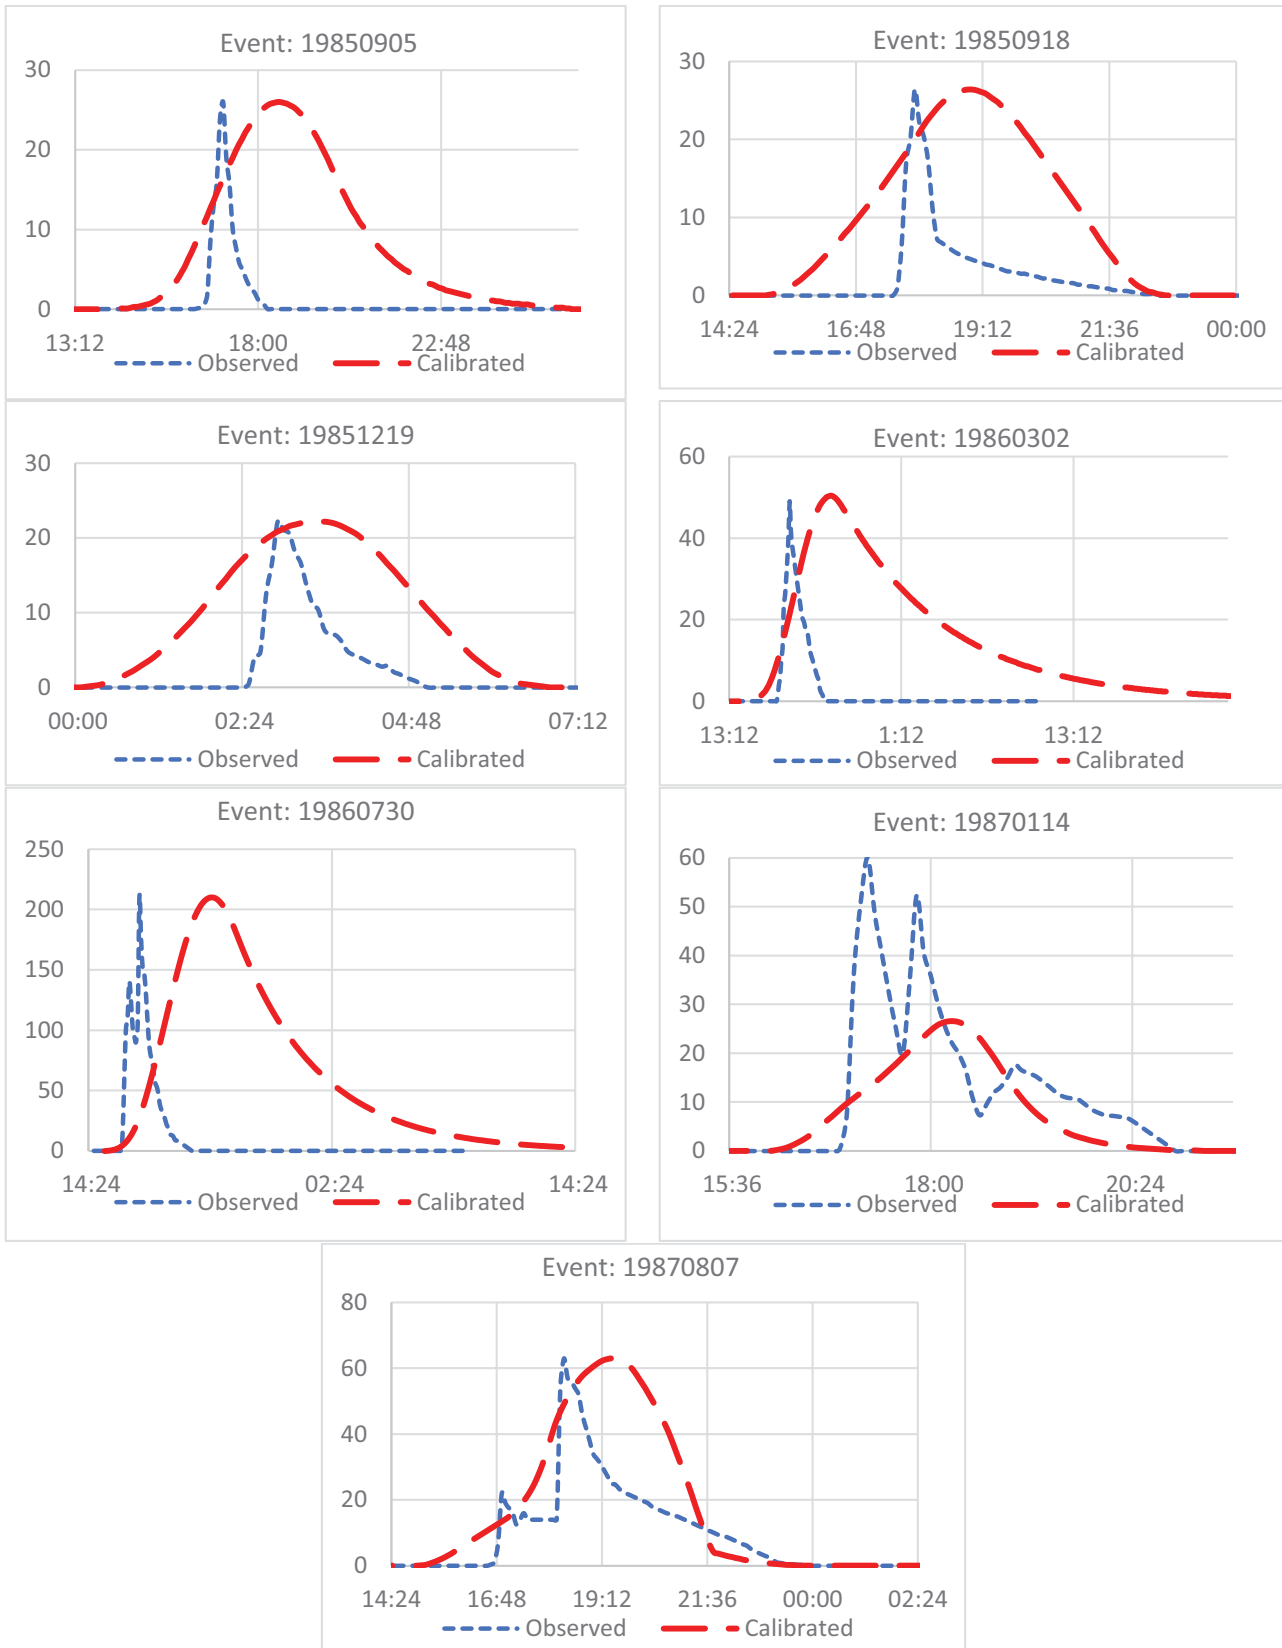 Event: 19850905
30
20
10
0
13:12 18:00 22:48
Observed Calibrated
Event: 19850918
30
20
10
0
14:24 16:48 19:12 21:36 00:00
Observed Calibrated
Event: 19851219
30
20
10
0
00:00 02:24 04:48 07:12
Observed Calibrated
Event: 19860302
60
40
20
0
13:12 1:12 13:12
Observed Calibrated
Event: 19860730
250
200
150
100
50
0
14:24 02:24 14:24
Observed Calibrated
Event: 19870114
60
50
40
30
20
10
0
15:36 18:00 20:24
Observed Calibrated
Event: 19870807
80
60
40
20
0
14:24 16:48 19:12 21:36 00:00 02:24
Observed Calibrated